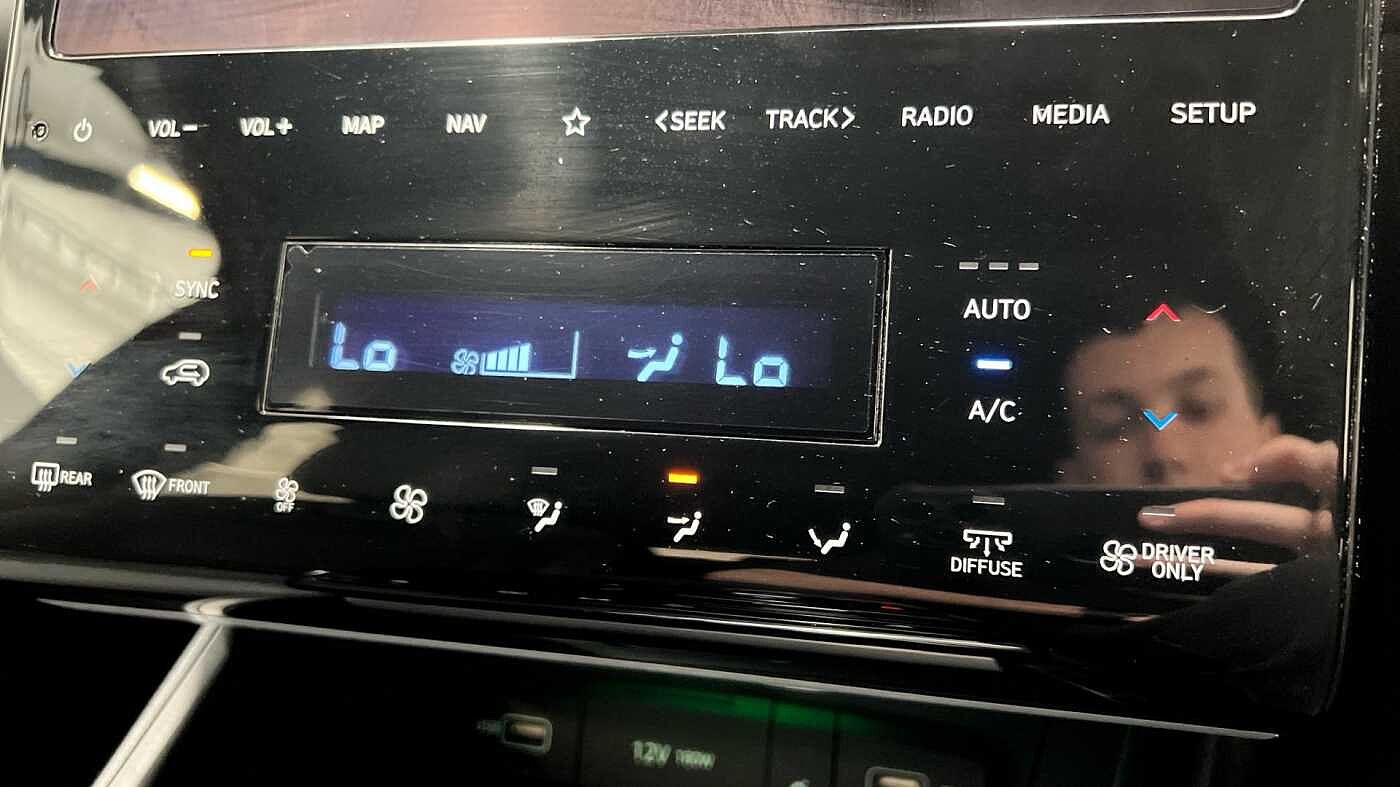 VOL− VOL+ MAP NAV <SEEK TRACK> RADIO MEDIA SETUP
SYNC
AUTO
Lo Lo
A/C
REAR FRONT OFF
DIFFUSE
DRIVER
ONLY
12V 180W